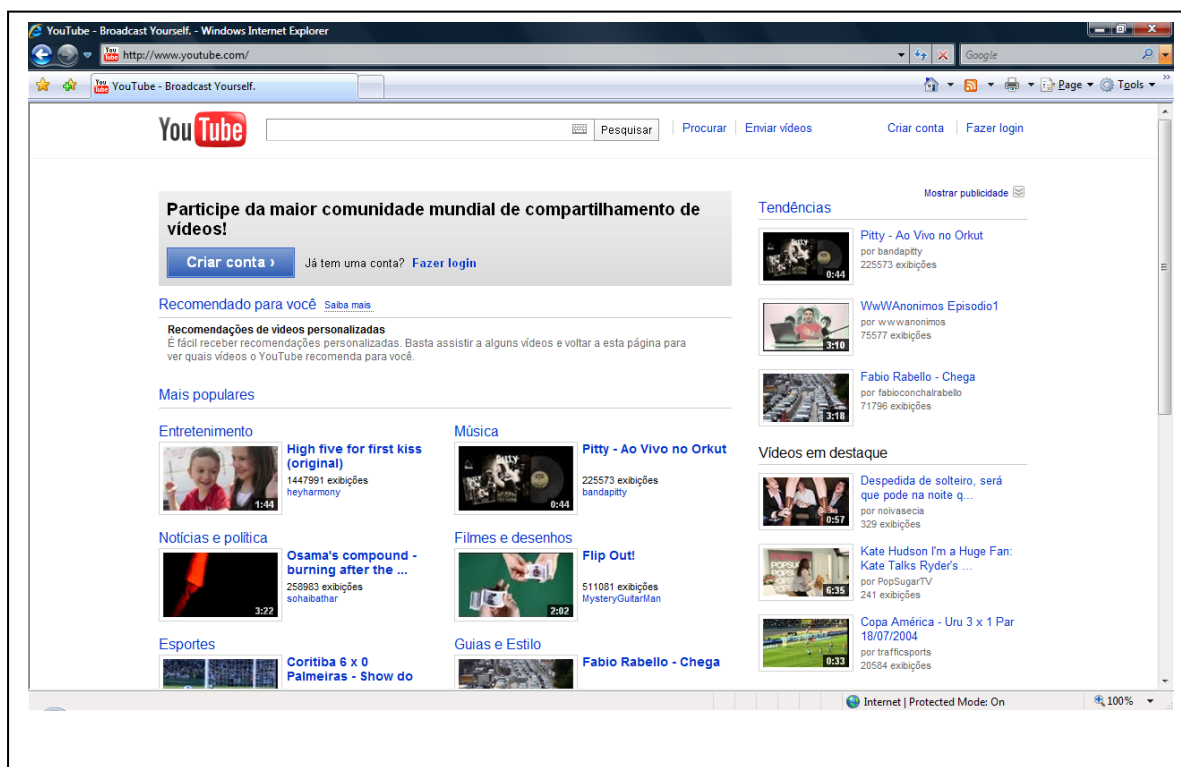 YouTube - Broadcast Yourself. - Windows Internet Explorer
http://www.youtube.com/
Google
YouTube - Broadcast Yourself.
Page
Tools
You Tube
Pesquisar
Procurar
Enviar vídeos
Criar conta
Fazer login
Mostrar publicidade
Participe da maior comunidade mundial de compartilhamento de
vídeos!
Criar conta ›
Já tem uma conta? Fazer login
Recomendado para você Saiba mais
Recomendações de vídeos personalizadas
É fácil receber recomendações personalizadas. Basta assistir a alguns vídeos e voltar a esta página para
ver quais vídeos o YouTube recomenda para você.
Mais populares
Entretenimento
1:44
High five for first kiss
(original)
1447991 exibições
heyharmony
Música
0:44
Pitty - Ao Vivo no Orkut
225573 exibições
bandapitty
Notícias e política
3:22
Osama's compound -
burning after the ...
258983 exibições
sohaibathar
Filmes e desenhos
2:02
Flip Out!
511081 exibições
MysteryGuitarMan
Esportes
Coritiba 6 x 0
Palmeiras - Show do
Guias e Estilo
Fabio Rabello - Chega
Tendências
0:44
Pitty - Ao Vivo no Orkut
por bandapitty
225573 exibições
3:10
WwWAnonimos Episodio1
por wwwanonimos
75577 exibições
3:18
Fabio Rabello - Chega
por fabioconchalrabello
71796 exibições
Vídeos em destaque
0:57
Despedida de solteiro, será
que pode na noite q...
por noivasecia
329 exibições
6:35
Kate Hudson I'm a Huge Fan:
Kate Talks Ryder's ...
por PopSugarTV
241 exibições
0:33
Copa América - Uru 3 x 1 Par
18/07/2004
por trafficsports
20584 exibições
Internet | Protected Mode: On
100%